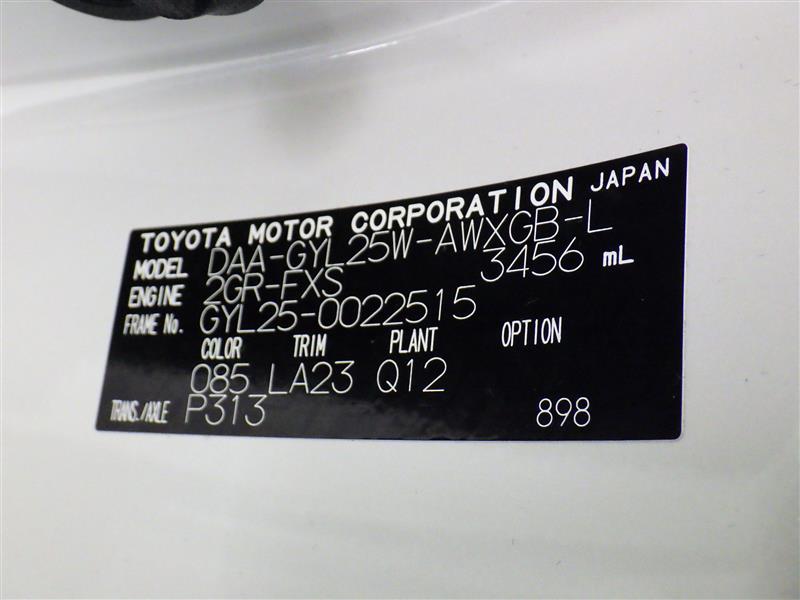 TOYOTA MOTOR CORPORATION JAPAN
MODEL DAA-GYL25W-AWXGB-L
ENGINE 2GR-FXS 3456 mL
FRAME No. GYL25-0022515
COLOR TRIM PLANT OPTION
085 LA23 Q12
TRANS./AXLE P313 898